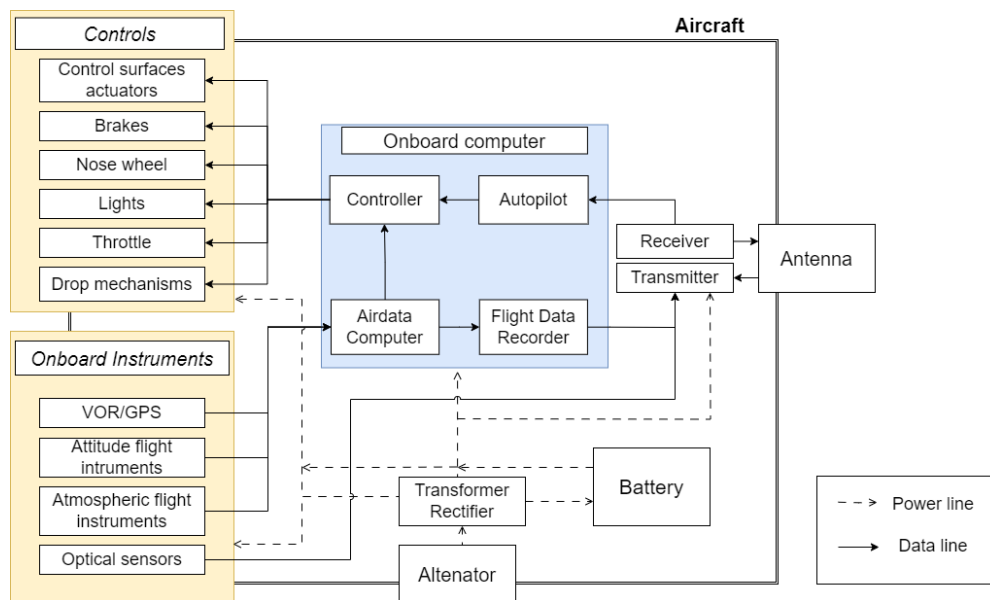 Aircraft
Controls
Control surfaces
actuators
Brakes
Nose wheel
Lights
Throttle
Drop mechanisms
Onboard computer
Controller
Autopilot
Airdata
Computer
Flight Data
Recorder
Receiver
Transmitter
Antenna
Onboard Instruments
VOR/GPS
Attitude flight
intruments
Atmospheric flight
instruments
Optical sensors
Transformer
Rectifier
Battery
Altenator
Power line
Data line